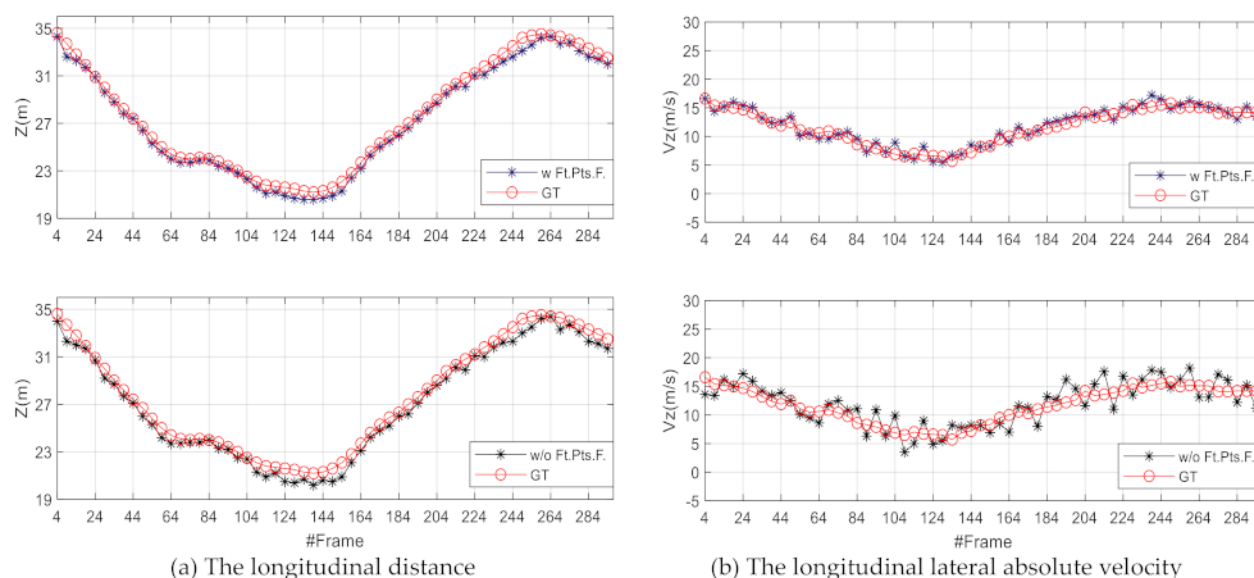 35
31
27
23
19
Z(m)
w Ft.Pts.F.
GT
4 24 44 64 84 104 124 144 164 184 204 224 244 264 284
30
25
20
15
10
5
0
-5
Vz(m/s)
w Ft.Pts.F.
GT
4 24 44 64 84 104 124 144 164 184 204 224 244 264 284
35
31
27
23
19
Z(m)
w/o Ft.Pts.F.
GT
4 24 44 64 84 104 124 144 164 184 204 224 244 264 284
#Frame
30
25
20
15
10
5
0
-5
Vz(m/s)
w/o Ft.Pts.F.
GT
4 24 44 64 84 104 124 144 164 184 204 224 244 264 284
#Frame
(a) The longitudinal distance
(b) The longitudinal lateral absolute velocity